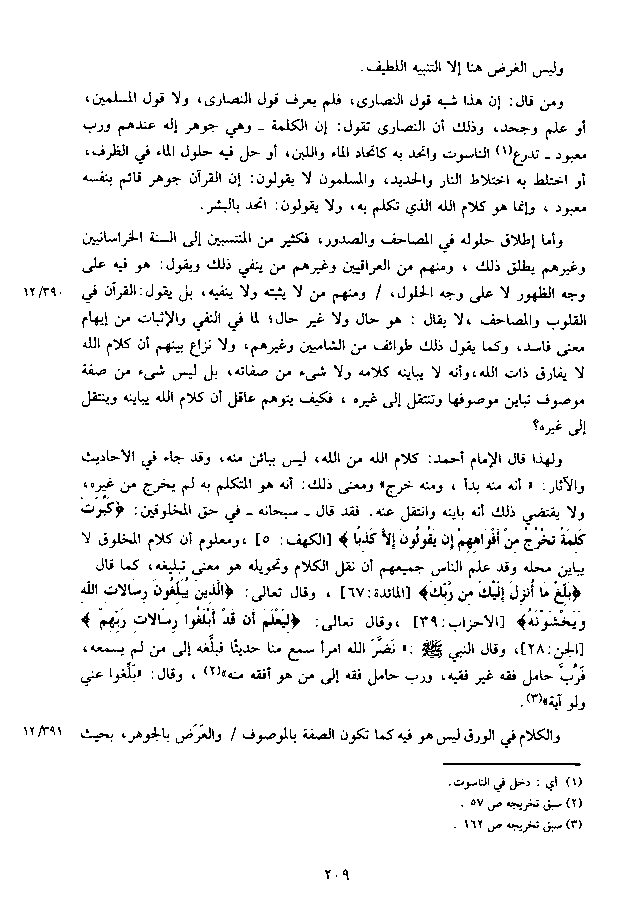 وليس الغرض هنا إلا التنبيه اللطيف.
ومن قال: إن هذا شبه قول النصارى، فلم يعرف قول النصارى، ولا قول المسلمين،
أو علم وجحد، وذلك أن النصارى تقول: إن الكلمة ـ وهي جوهر إله عندهم ورب
معبود ـ تدرع(١) الناسوت واتحد به كاتحاد الماء واللبن، أو حل فيه حلول الماء في الظرف،
أو اختلط به اختلاط النار والحديد، والمسلمون لا يقولون: إن القرآن جوهر قائم بنفسه
معبود ، وإنما هو كلام الله الذي تكلم به، ولا يقولون: اتحد بالبشر.
وأما إطلاق حلوله في المصاحف والصدور، فكثير من المنتسبين إلى السنة الخراسانيين
وغيرهم يطلق ذلك ، ومنهم من العراقيين وغيرهم من ينفي ذلك ويقول: هو فيه على
١٢/٣٩٠ وجه الظهور لا على وجه الحلول، / ومنهم من لا يثبته ولا ينفيه، بل يقول:القرآن في
القلوب والمصاحف ،لا يقال : هو حال ولا غير حال؛ لما في النفي والإثبات من إيهام
معنى فاسد، وكما يقول ذلك طوائف من الشاميين وغيرهم، ولا نزاع بينهم أن كلام الله
لا يفارق ذات الله،وأنه لا يباينه كلامه ولا شيء من صفاته، بل ليس شيء من صفة
موصوف تباين موصوفها وتنتقل إلى غيره ، فكيف يتوهم عاقل أن كلام الله يباينه وينتقل
إلى غيره؟
ولهذا قال الإمام أحمد: كلام الله من الله، ليس ببائن منه، وقد جاء في الأحاديث
والآثار: « أنه منه بدأ ، ومنه خرج» ومعنى ذلك: أنه هو المتكلم به لم يخرج من غيره،
ولا يقتضي ذلك أنه باينه وانتقل عنه. فقد قال ـ سبحانه ـ في حق المخلوقين: ﴿كَبُرَتْ
كَلِمَةً تَخْرُجُ مِنْ أَفْوَاهِهِمْ إِن يَقُولُونَ إِلاَّ كَذِبًا ﴾ [الكهف: ٥] ،ومعلوم أن كلام المخلوق لا
يباين محله وقد علم الناس جميعهم أن نقل الكلام وتحويله هو معنى تبليغه، كما قال
﴿بَلِّغْ مَا أُنزِلَ إِلَيْكَ مِن رَّبِّكَ﴾ [المائدة:٦٧] ، وقال تعالى: ﴿الَّذِينَ يُبَلِّغُونَ رِسَالاتِ اللَّهِ
وَيَخْشَوْنَهُ﴾ [الأحزاب:٣٩] ،وقال تعالى: ﴿لِيَعْلَمَ أَن قَدْ أَبْلَغُوا رِسَالاتِ رَبِّهِمْ ﴾
[الجن:٢٨]، وقال النبي ﷺ : « نَضَّرَ الله امرأ سمع منا حديثًا فبلَّغه إلى من لم يسمعه،
فَرُبَّ حامل فقه غير فقيه، ورب حامل فقه إلى من هو أفقه منه»(٢) ، وقال: «بَلِّغوا عني
ولو آية»(٣).
١٢/٣٩١ والكلام في الورق ليس هو فيه كما تكون الصفة بالموصوف / والعَرَض بالجوهر، بحيث
(١) أي : دخل في الناسوت.
(٢) سبق تخريجه ص ٥٧ .
(٣) سبق تخريجه ص ١٦٢ .
٢٠٩